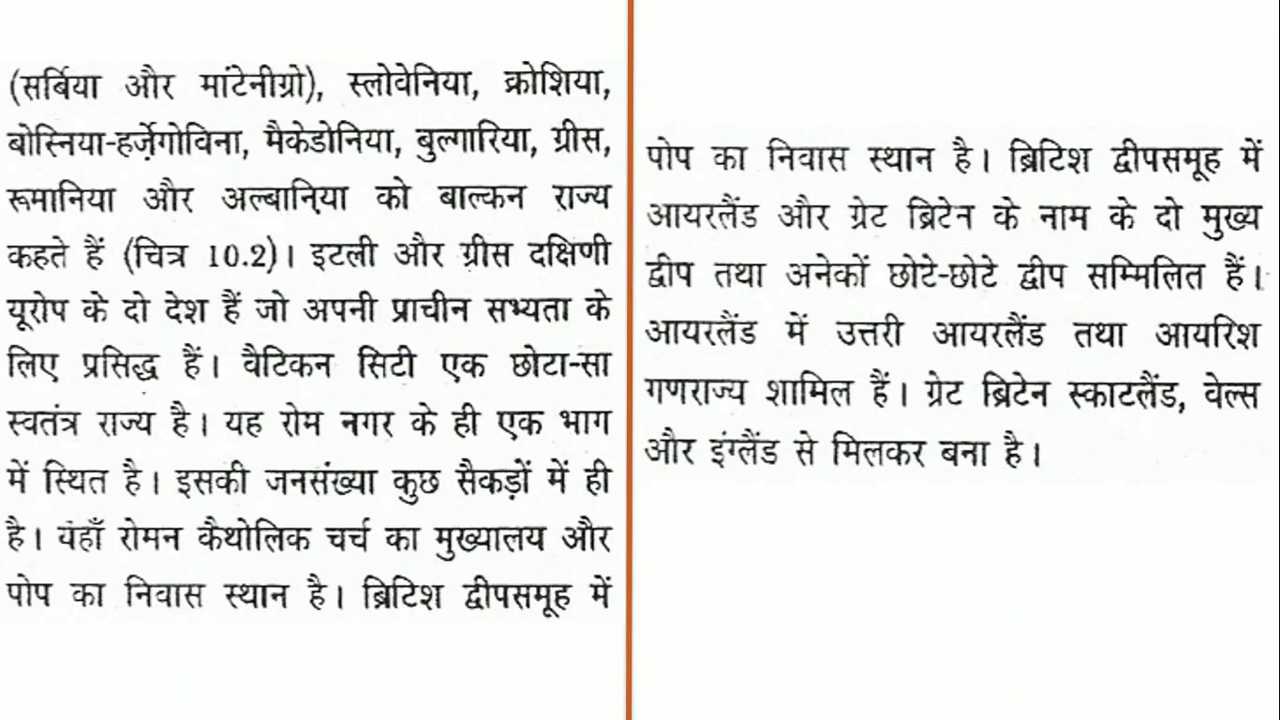 (सर्बिया और मांटेनीग्रो), स्लोवेनिया, क्रोशिया,
बोस्निया-हर्ज़ेगोविना, मैकेडोनिया, बुल्गारिया, ग्रीस,
रूमानिया और अल्बानिया को बाल्कन राज्य
कहते हैं (चित्र 10.2)। इटली और ग्रीस दक्षिणी
यूरोप के दो देश हैं जो अपनी प्राचीन सभ्यता के
लिए प्रसिद्ध हैं। वैटिकन सिटी एक छोटा-सा
स्वतंत्र राज्य है। यह रोम नगर के ही एक भाग
में स्थित है। इसकी जनसंख्या कुछ सैकड़ों में ही
है। यहाँ रोमन कैथोलिक चर्च का मुख्यालय और
पोप का निवास स्थान है। ब्रिटिश द्वीपसमूह में
पोप का निवास स्थान है। ब्रिटिश द्वीपसमूह में
आयरलैंड और ग्रेट ब्रिटेन के नाम के दो मुख्य
द्वीप तथा अनेकों छोटे-छोटे द्वीप सम्मिलित हैं।
आयरलैंड में उत्तरी आयरलैंड तथा आयरिश
गणराज्य शामिल हैं। ग्रेट ब्रिटेन स्काटलैंड, वेल्स
और इंग्लैंड से मिलकर बना है।